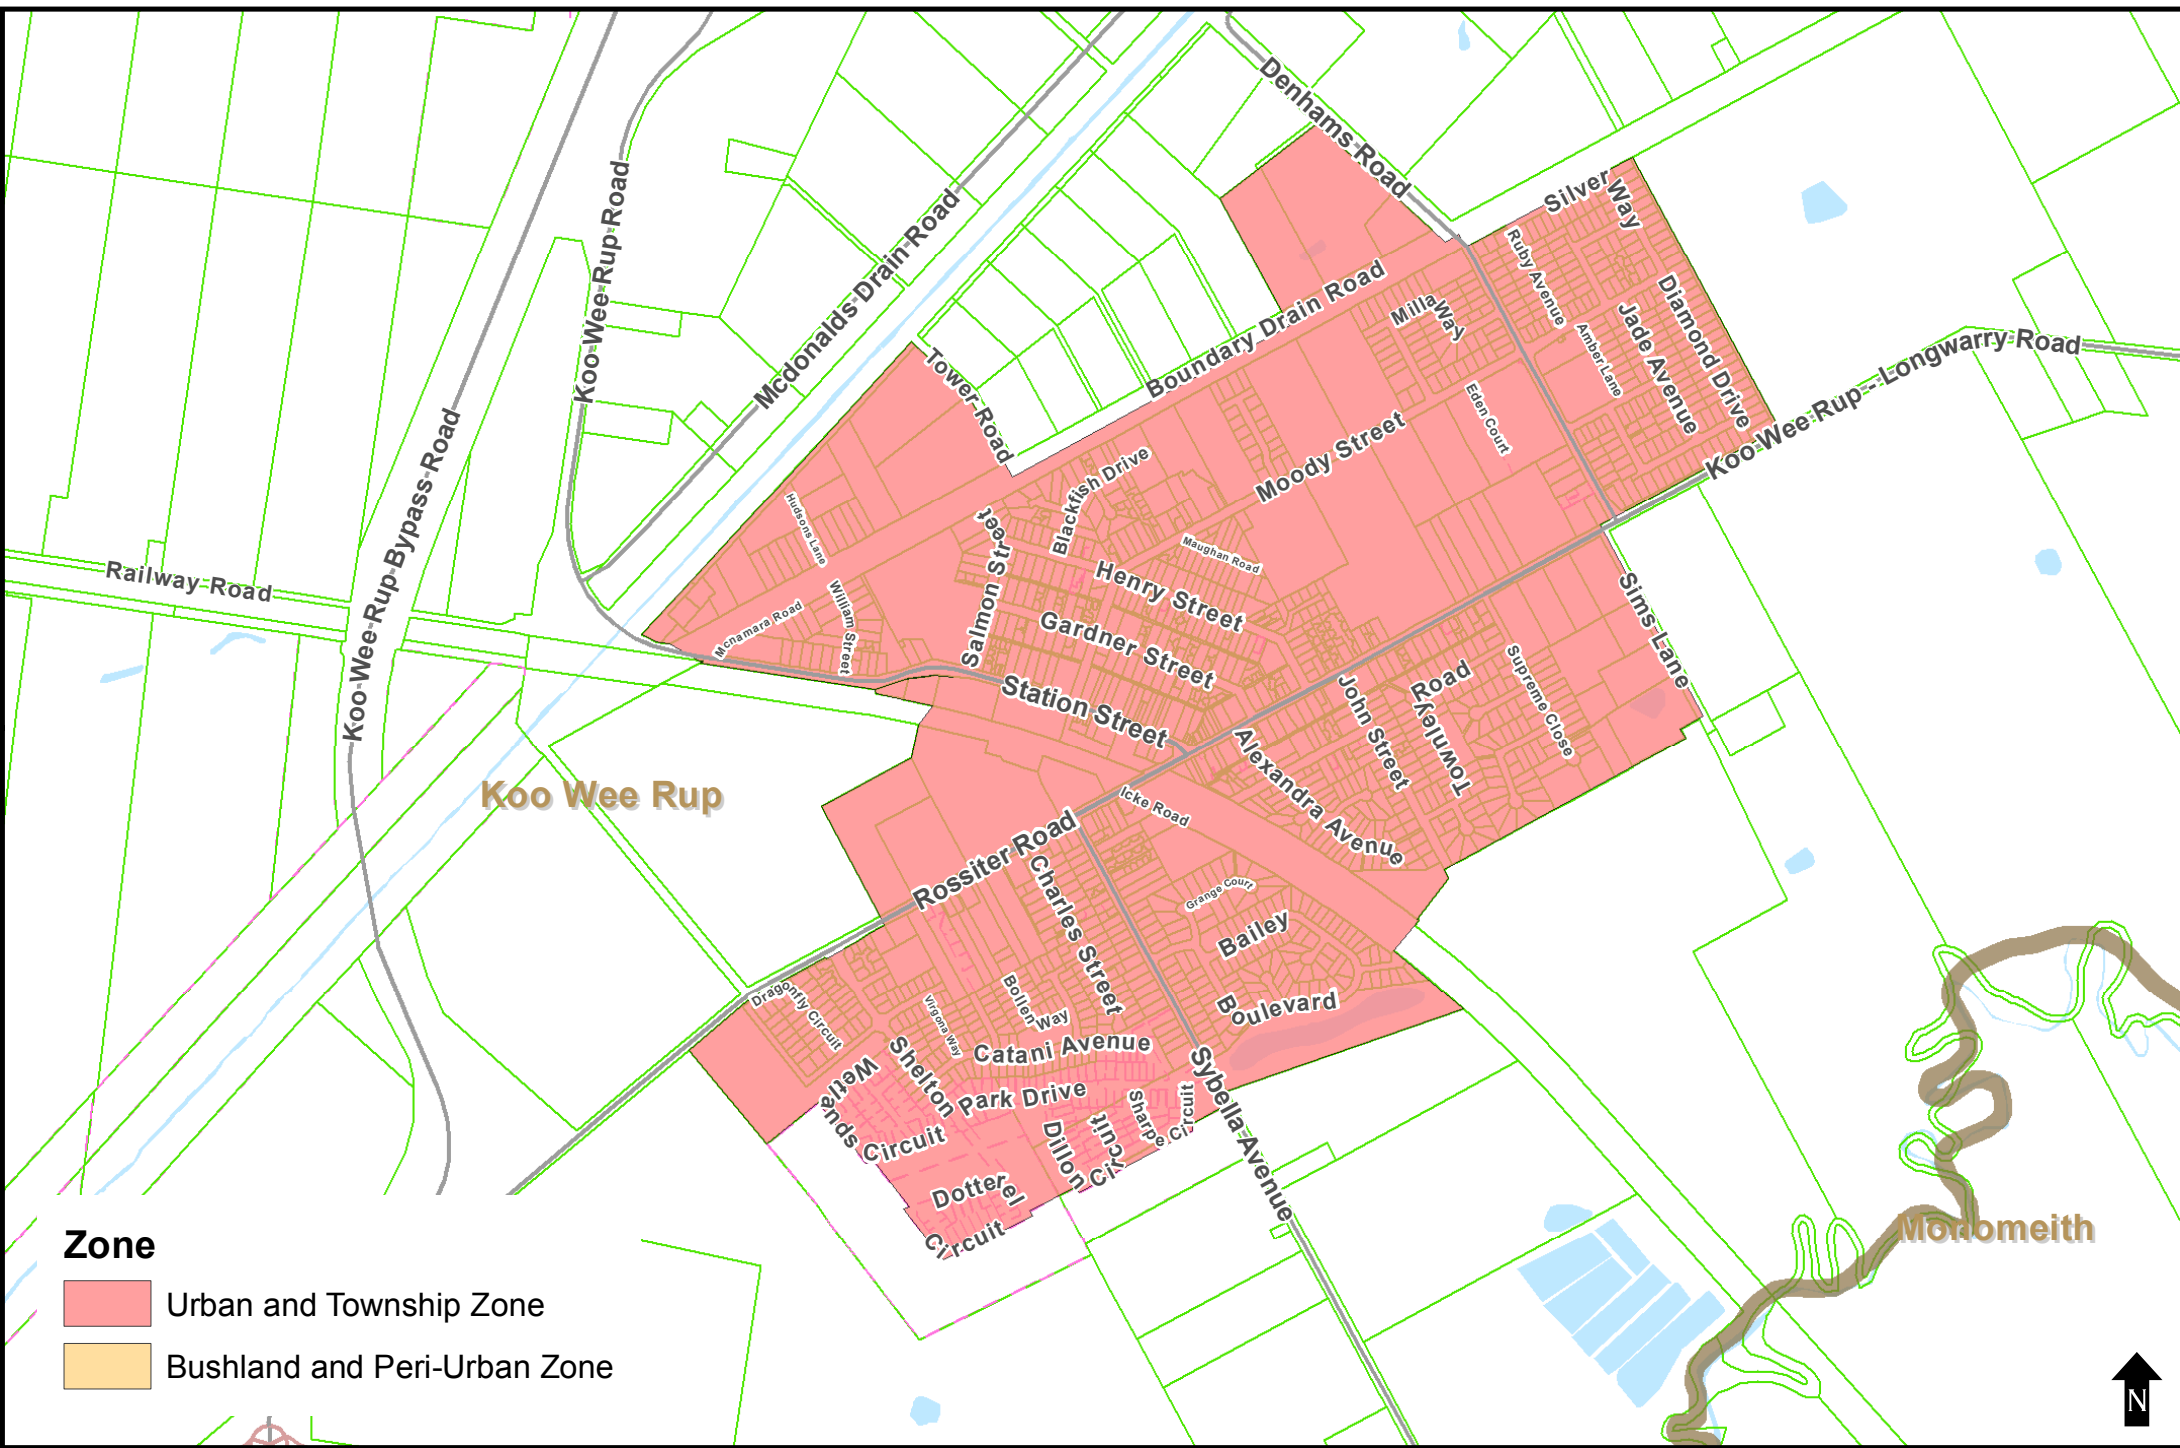 Denhams Road
Silver Way
Koo Wee Rup Road
Mcdonalds Drain Road
Ruby Avenue
Diamond Drive
Boundary Drain Road
Milla Way
Jade Avenue
Amber Lane
Koo Wee Rup - Longwarry Road
Tower Road
Eden Court
Koo Wee Rup Bypass Road
Moody Street
Blackfish Drive
Hudsons Lane
Salmon Street
Maughan Road
Railway Road
Henry Street
Sims Lane
William Street
Mcnamara Road
Gardner Street
Supreme Close
Station Street
John Street
Townley Road
Alexandra Avenue
Koo Wee Rup
Icke Road
Rossiter Road
Charles Street
Grange Court
Bailey Boulevard
Dragonfly Circuit
Virgona Way
Bollen Way
Catani Avenue
Shelton
Wetlands Circuit
Park Drive
Sybella Avenue
Sharpe Circuit
Dillon Circuit
Dotterel Circuit
Monomeith
Zone
Urban and Township Zone
Bushland and Peri-Urban Zone
N